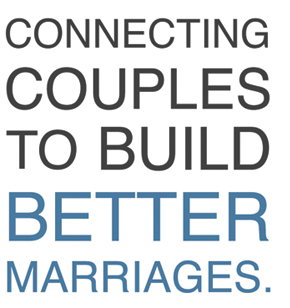 CONNECTING
COUPLES
TO BUILD
BETTER
MARRIAGES.